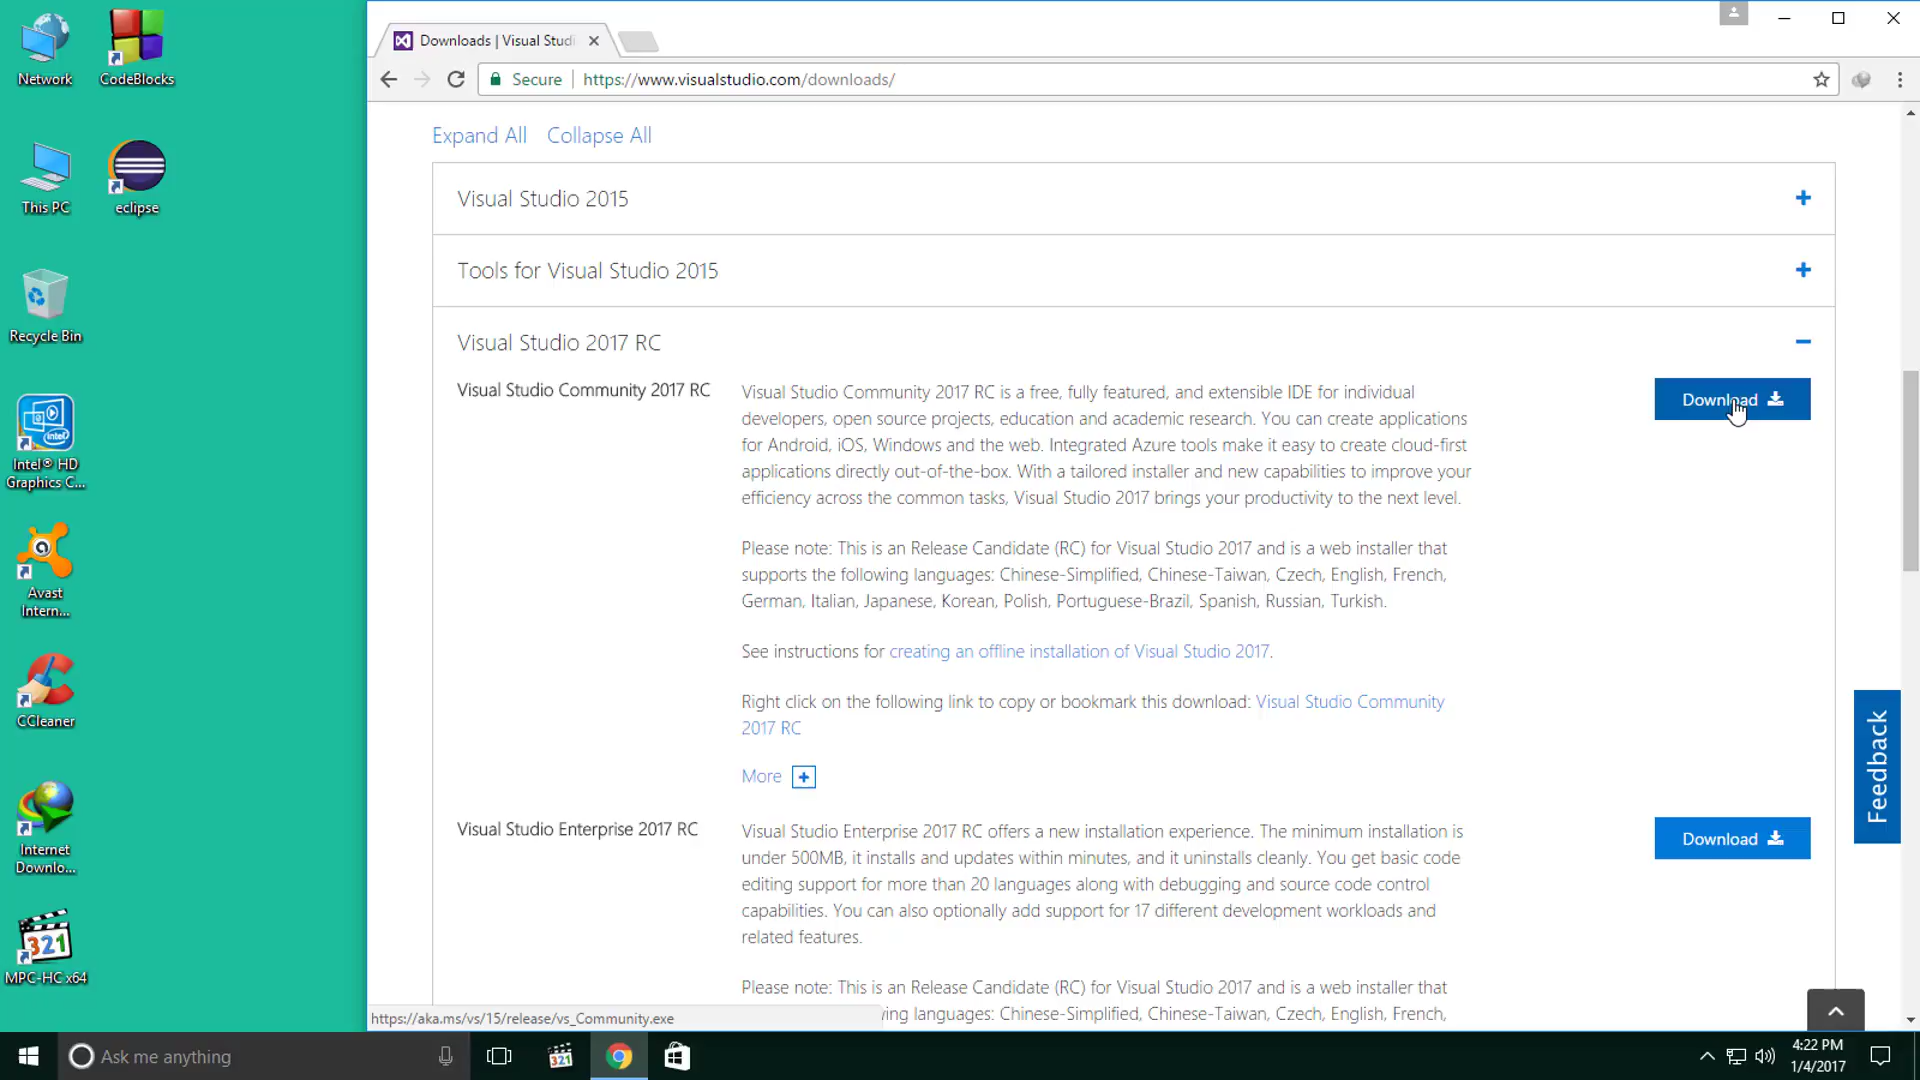 Network
CodeBlocks
This PC
eclipse
Recycle Bin
Intel® HD
Graphics C...
Avast
Intern...
CCleaner
Internet
Downlo...
MPC-HC x64
321
intel
Downloads | Visual Studi
Secure
https://www.visualstudio.com/downloads/
Expand All Collapse All
Visual Studio 2015
Tools for Visual Studio 2015
Visual Studio 2017 RC
Visual Studio Community 2017 RC
Visual Studio Community 2017 RC is a free, fully featured, and extensible IDE for individual
developers, open source projects, education and academic research. You can create applications
for Android, iOS, Windows and the web. Integrated Azure tools make it easy to create cloud-first
applications directly out-of-the-box. With a tailored installer and new capabilities to improve your
efficiency across the common tasks, Visual Studio 2017 brings your productivity to the next level.
Download
Please note: This is an Release Candidate (RC) for Visual Studio 2017 and is a web installer that
supports the following languages: Chinese-Simplified, Chinese-Taiwan, Czech, English, French,
German, Italian, Japanese, Korean, Polish, Portuguese-Brazil, Spanish, Russian, Turkish.
See instructions for creating an offline installation of Visual Studio 2017.
Right click on the following link to copy or bookmark this download: Visual Studio Community
2017 RC
More
Visual Studio Enterprise 2017 RC
Visual Studio Enterprise 2017 RC offers a new installation experience. The minimum installation is
under 500MB, it installs and updates within minutes, and it uninstalls cleanly. You get basic code
editing support for more than 20 languages along with debugging and source code control
capabilities. You can also optionally add support for 17 different development workloads and
related features.
Download
Please note: This is an Release Candidate (RC) for Visual Studio 2017 and is a web installer that
ing languages: Chinese-Simplified, Chinese-Taiwan, Czech, English, French,
Feedback
https://aka.ms/vs/15/release/vs_Community.exe
Ask me anything
321
4:22 PM
1/4/2017